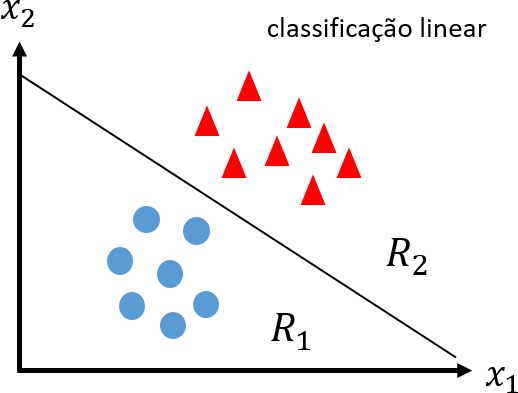 x₂
classificação linear
R₂
R₁
x₁